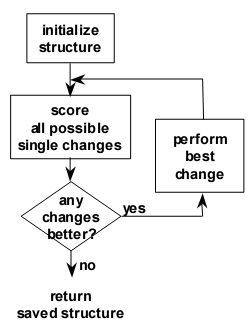 initialize
structure
score
all possible
single changes
perform
best
change
any
changes
better?
yes
no
return
saved structure